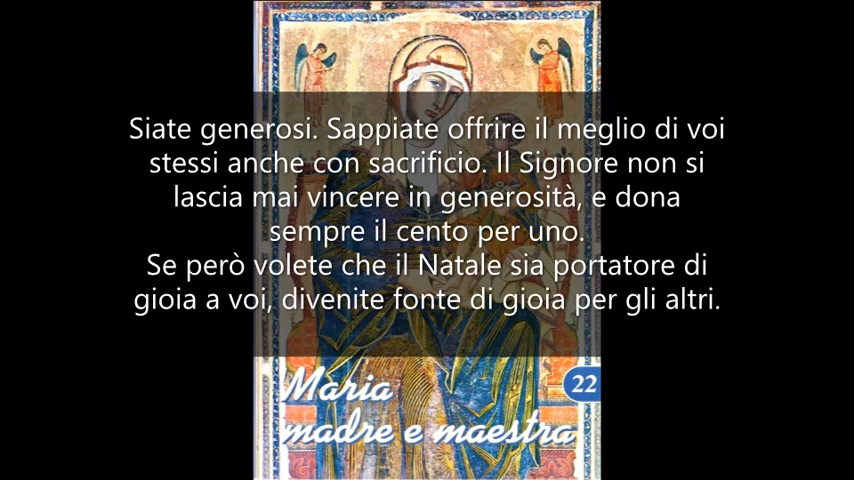 Siate generosi. Sappiate offrire il meglio di voi
stessi anche con sacrificio. Il Signore non si
lascia mai vincere in generosità, e dona
sempre il cento per uno.
Se però volete che il Natale sia portatore di
gioia a voi, divenite fonte di gioia per gli altri.
Maria
22
madre e maestra